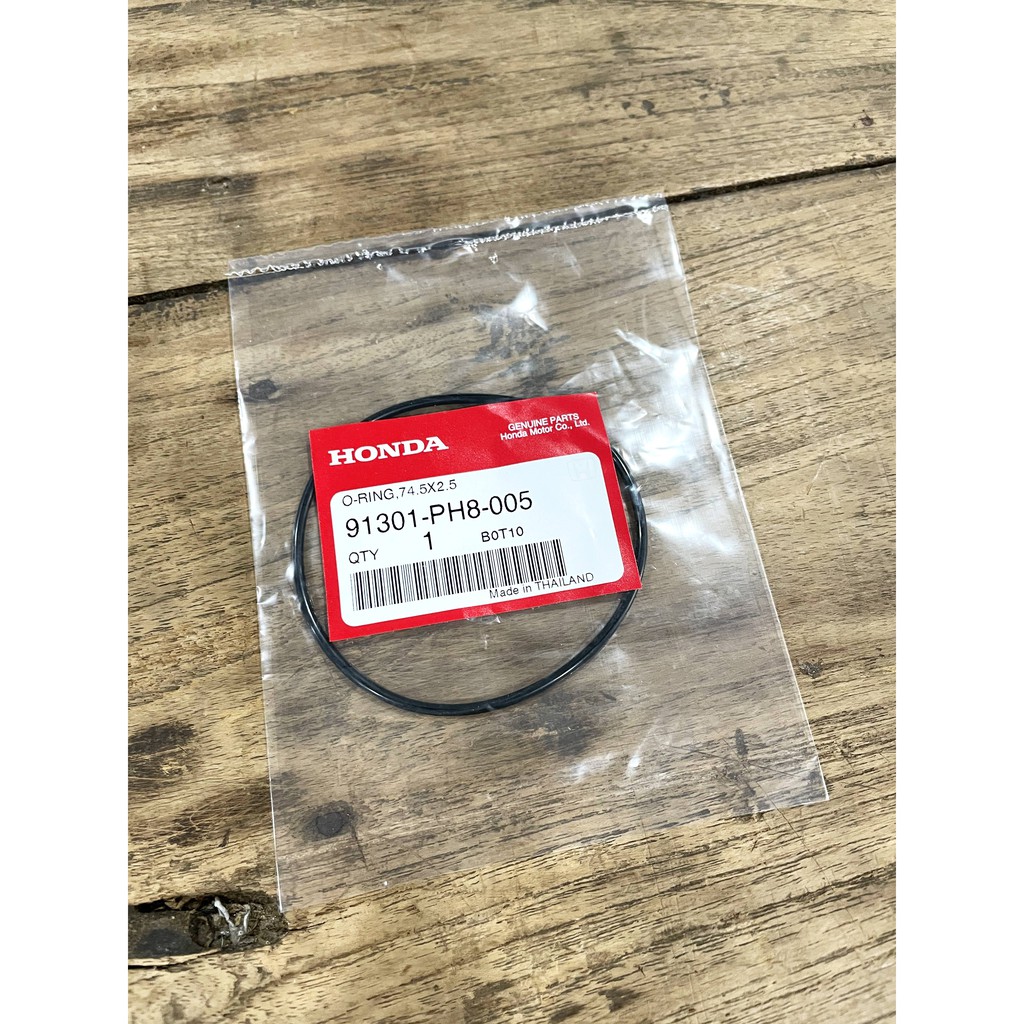 HONDA
GENUINE PARTS
Honda Motor Co., Ltd.
O-RING,74.5X2.5
91301-PH8-005
QTY 1 B0T10
Made in THAILAND